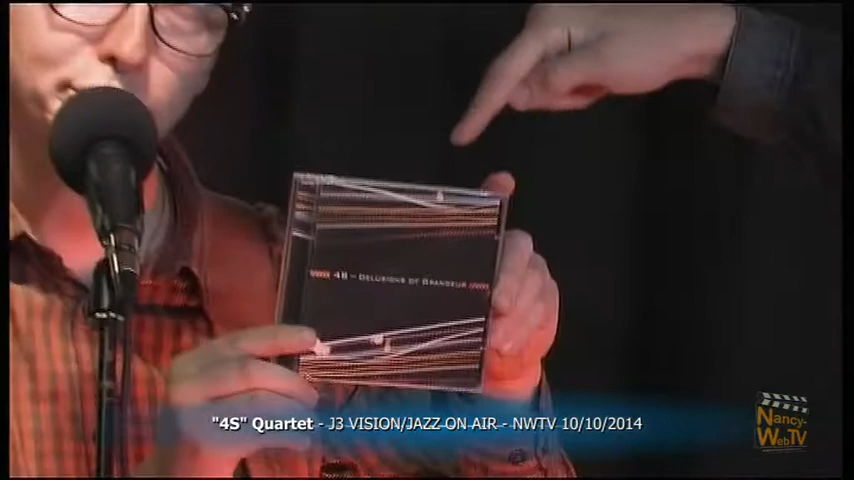 4S – DELUSIONS OF GRANDEUR
"4S" Quartet - J3 VISION/JAZZ ON AIR - NWTV 10/10/2014
Nancy
WebTV